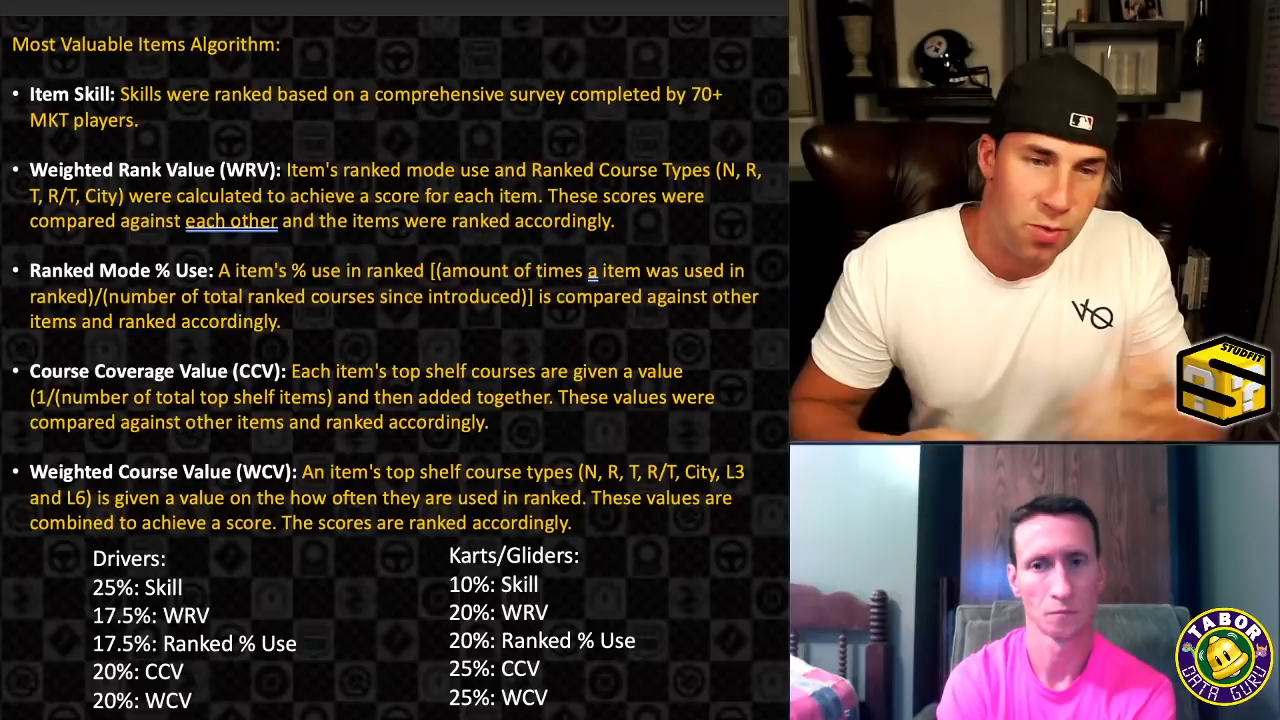 Most Valuable Items Algorithm:
• Item Skill: Skills were ranked based on a comprehensive survey completed by 70+
MKT players.
• Weighted Rank Value (WRV): Item's ranked mode use and Ranked Course Types (N, R,
T, R/T, City) were calculated to achieve a score for each item. These scores were
compared against each other and the items were ranked accordingly.
• Ranked Mode % Use: A item's % use in ranked [(amount of times a item was used in
ranked)/(number of total ranked courses since introduced)] is compared against other
items and ranked accordingly.
• Course Coverage Value (CCV): Each item's top shelf courses are given a value
(1/(number of total top shelf items) and then added together. These values were
compared against other items and ranked accordingly.
• Weighted Course Value (WCV): An item's top shelf course types (N, R, T, R/T, City, L3
and L6) is given a value on the how often they are used in ranked. These values are
combined to achieve a score. The scores are ranked accordingly.
Drivers:
25%: Skill
17.5%: WRV
17.5%: Ranked % Use
20%: CCV
20%: WCV
Karts/Gliders:
10%: Skill
20%: WRV
20%: Ranked % Use
25%: CCV
25%: WCV
STUDFIT
TABOR
DATA GURU